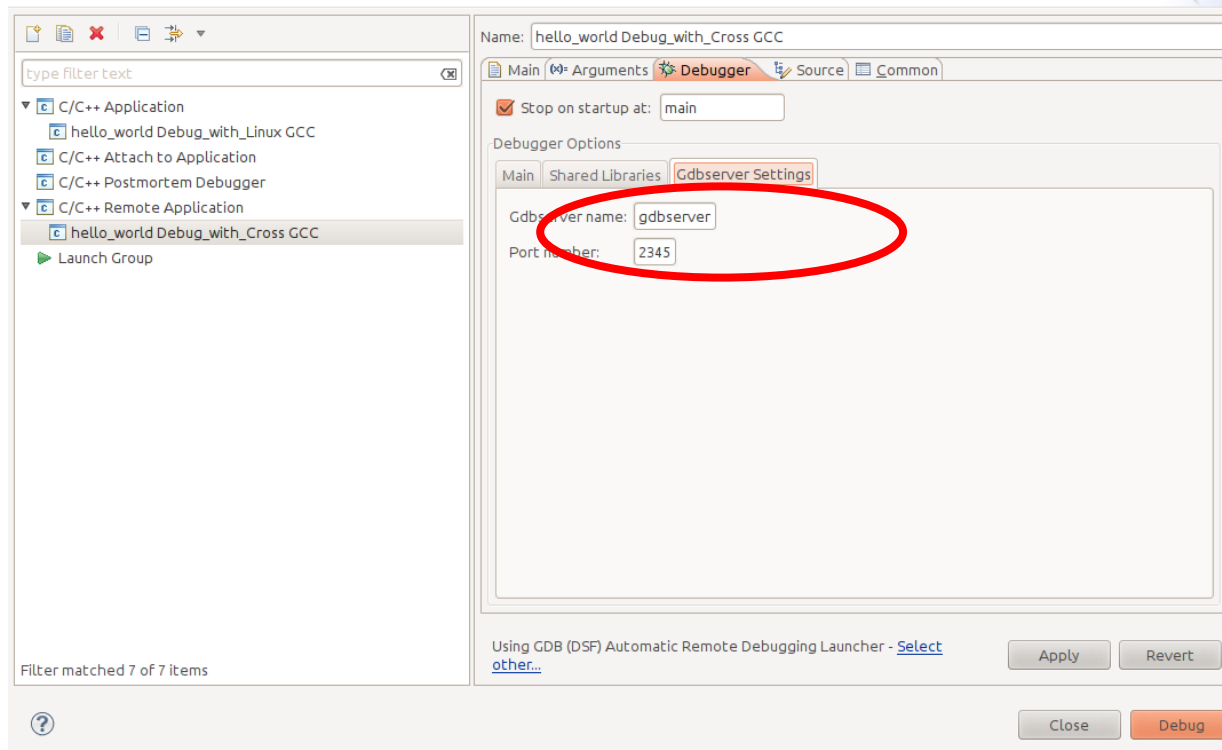 Name: hello_world Debug_with_Cross GCC
type filter text
Main (x)= Arguments Debugger Source Common
C/C++ Application
Stop on startup at: main
hello_world Debug_with_Linux GCC
Debugger Options
C/C++ Attach to Application
Main Shared Libraries Gdbserver Settings
C/C++ Postmortem Debugger
C/C++ Remote Application
Gdbserver name: gdbserver
hello_world Debug_with_Cross GCC
Port number: 2345
Launch Group
Using GDB (DSF) Automatic Remote Debugging Launcher - Select
other...
Apply Revert
Filter matched 7 of 7 items
Close Debug